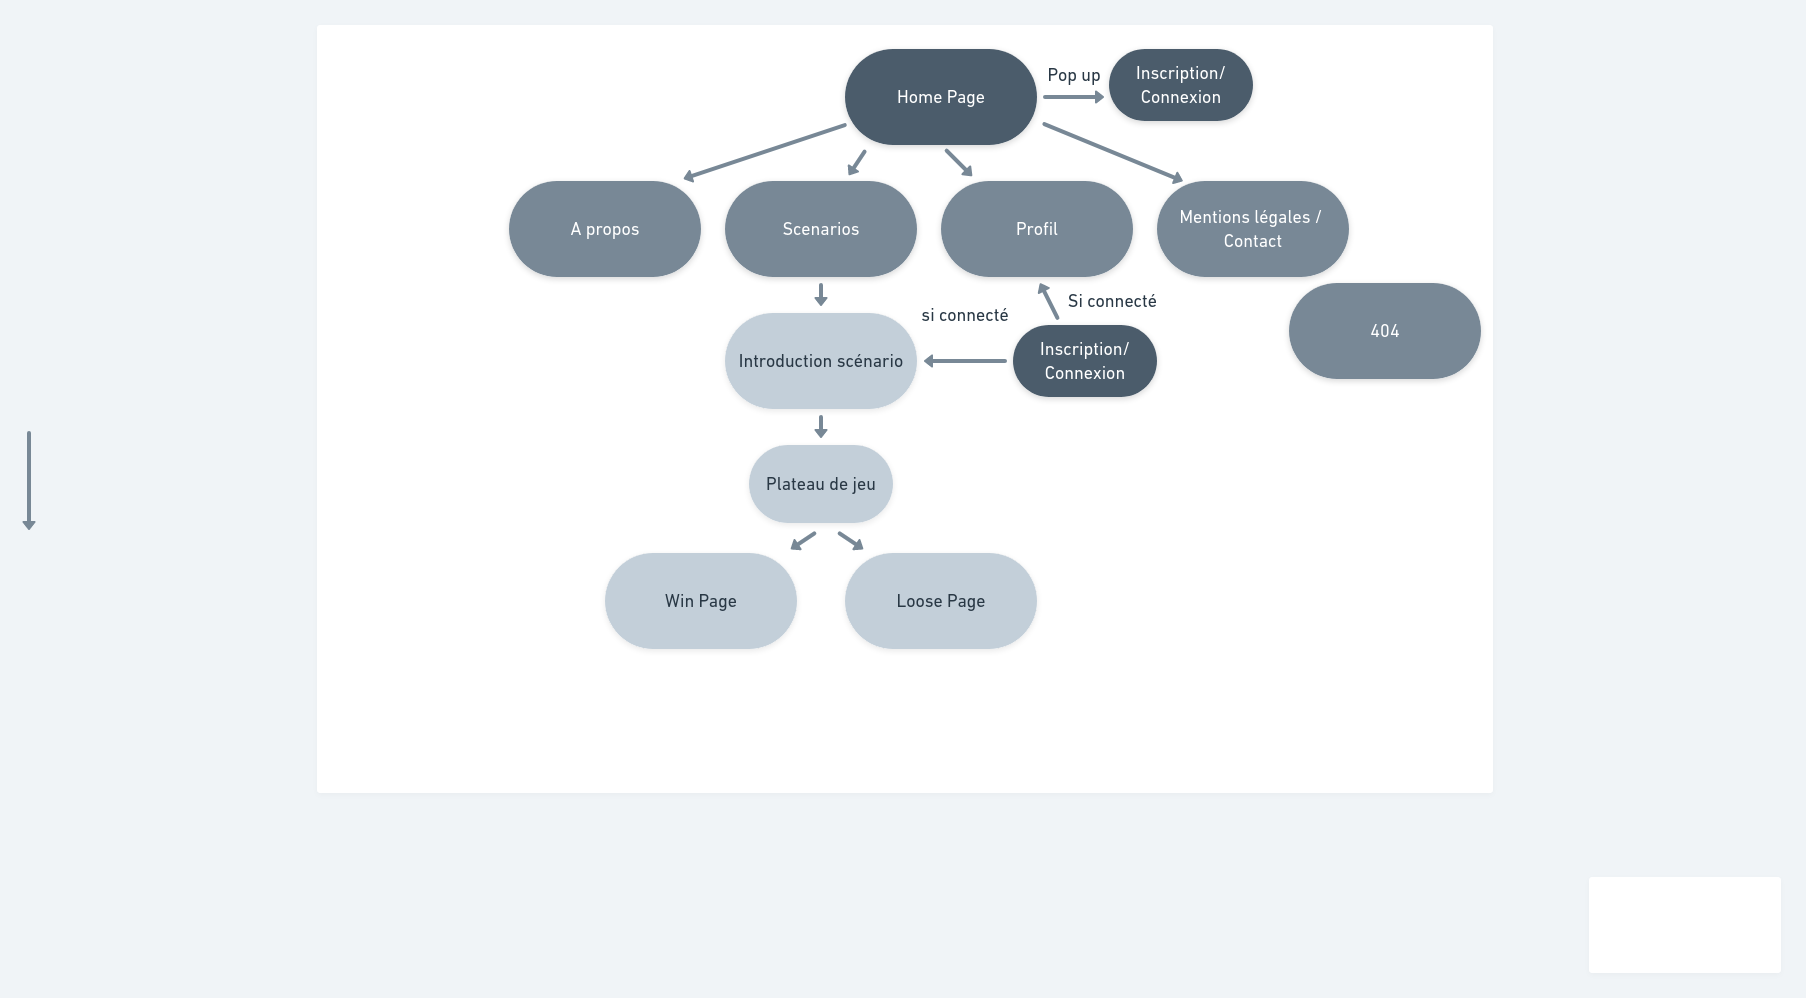 Home Page
Pop up
Inscription/
Connexion
A propos
Scenarios
Profil
Mentions légales /
Contact
si connecté
Si connecté
404
Introduction scénario
Inscription/
Connexion
Plateau de jeu
Win Page
Loose Page